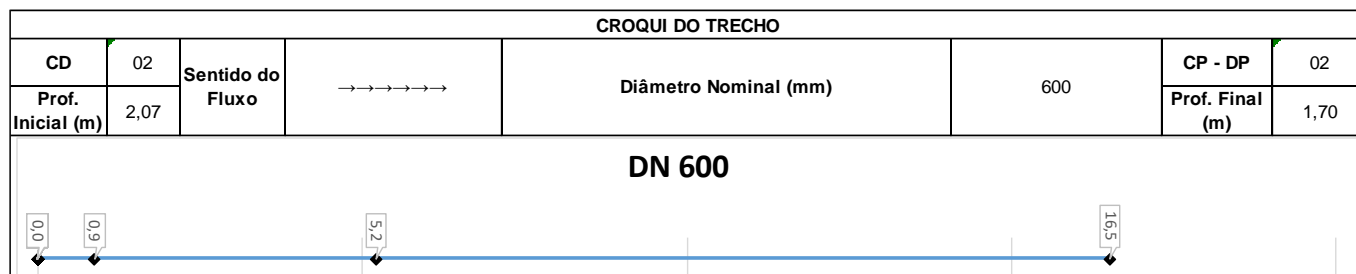 CROQUI DO TRECHO
CD 02 Sentido do Fluxo →→→→→→ Diâmetro Nominal (mm) 600 CP - DP 02
Prof. Inicial (m) 2,07 Prof. Final (m) 1,70
DN 600
0,0 0,9 5,2 16,5